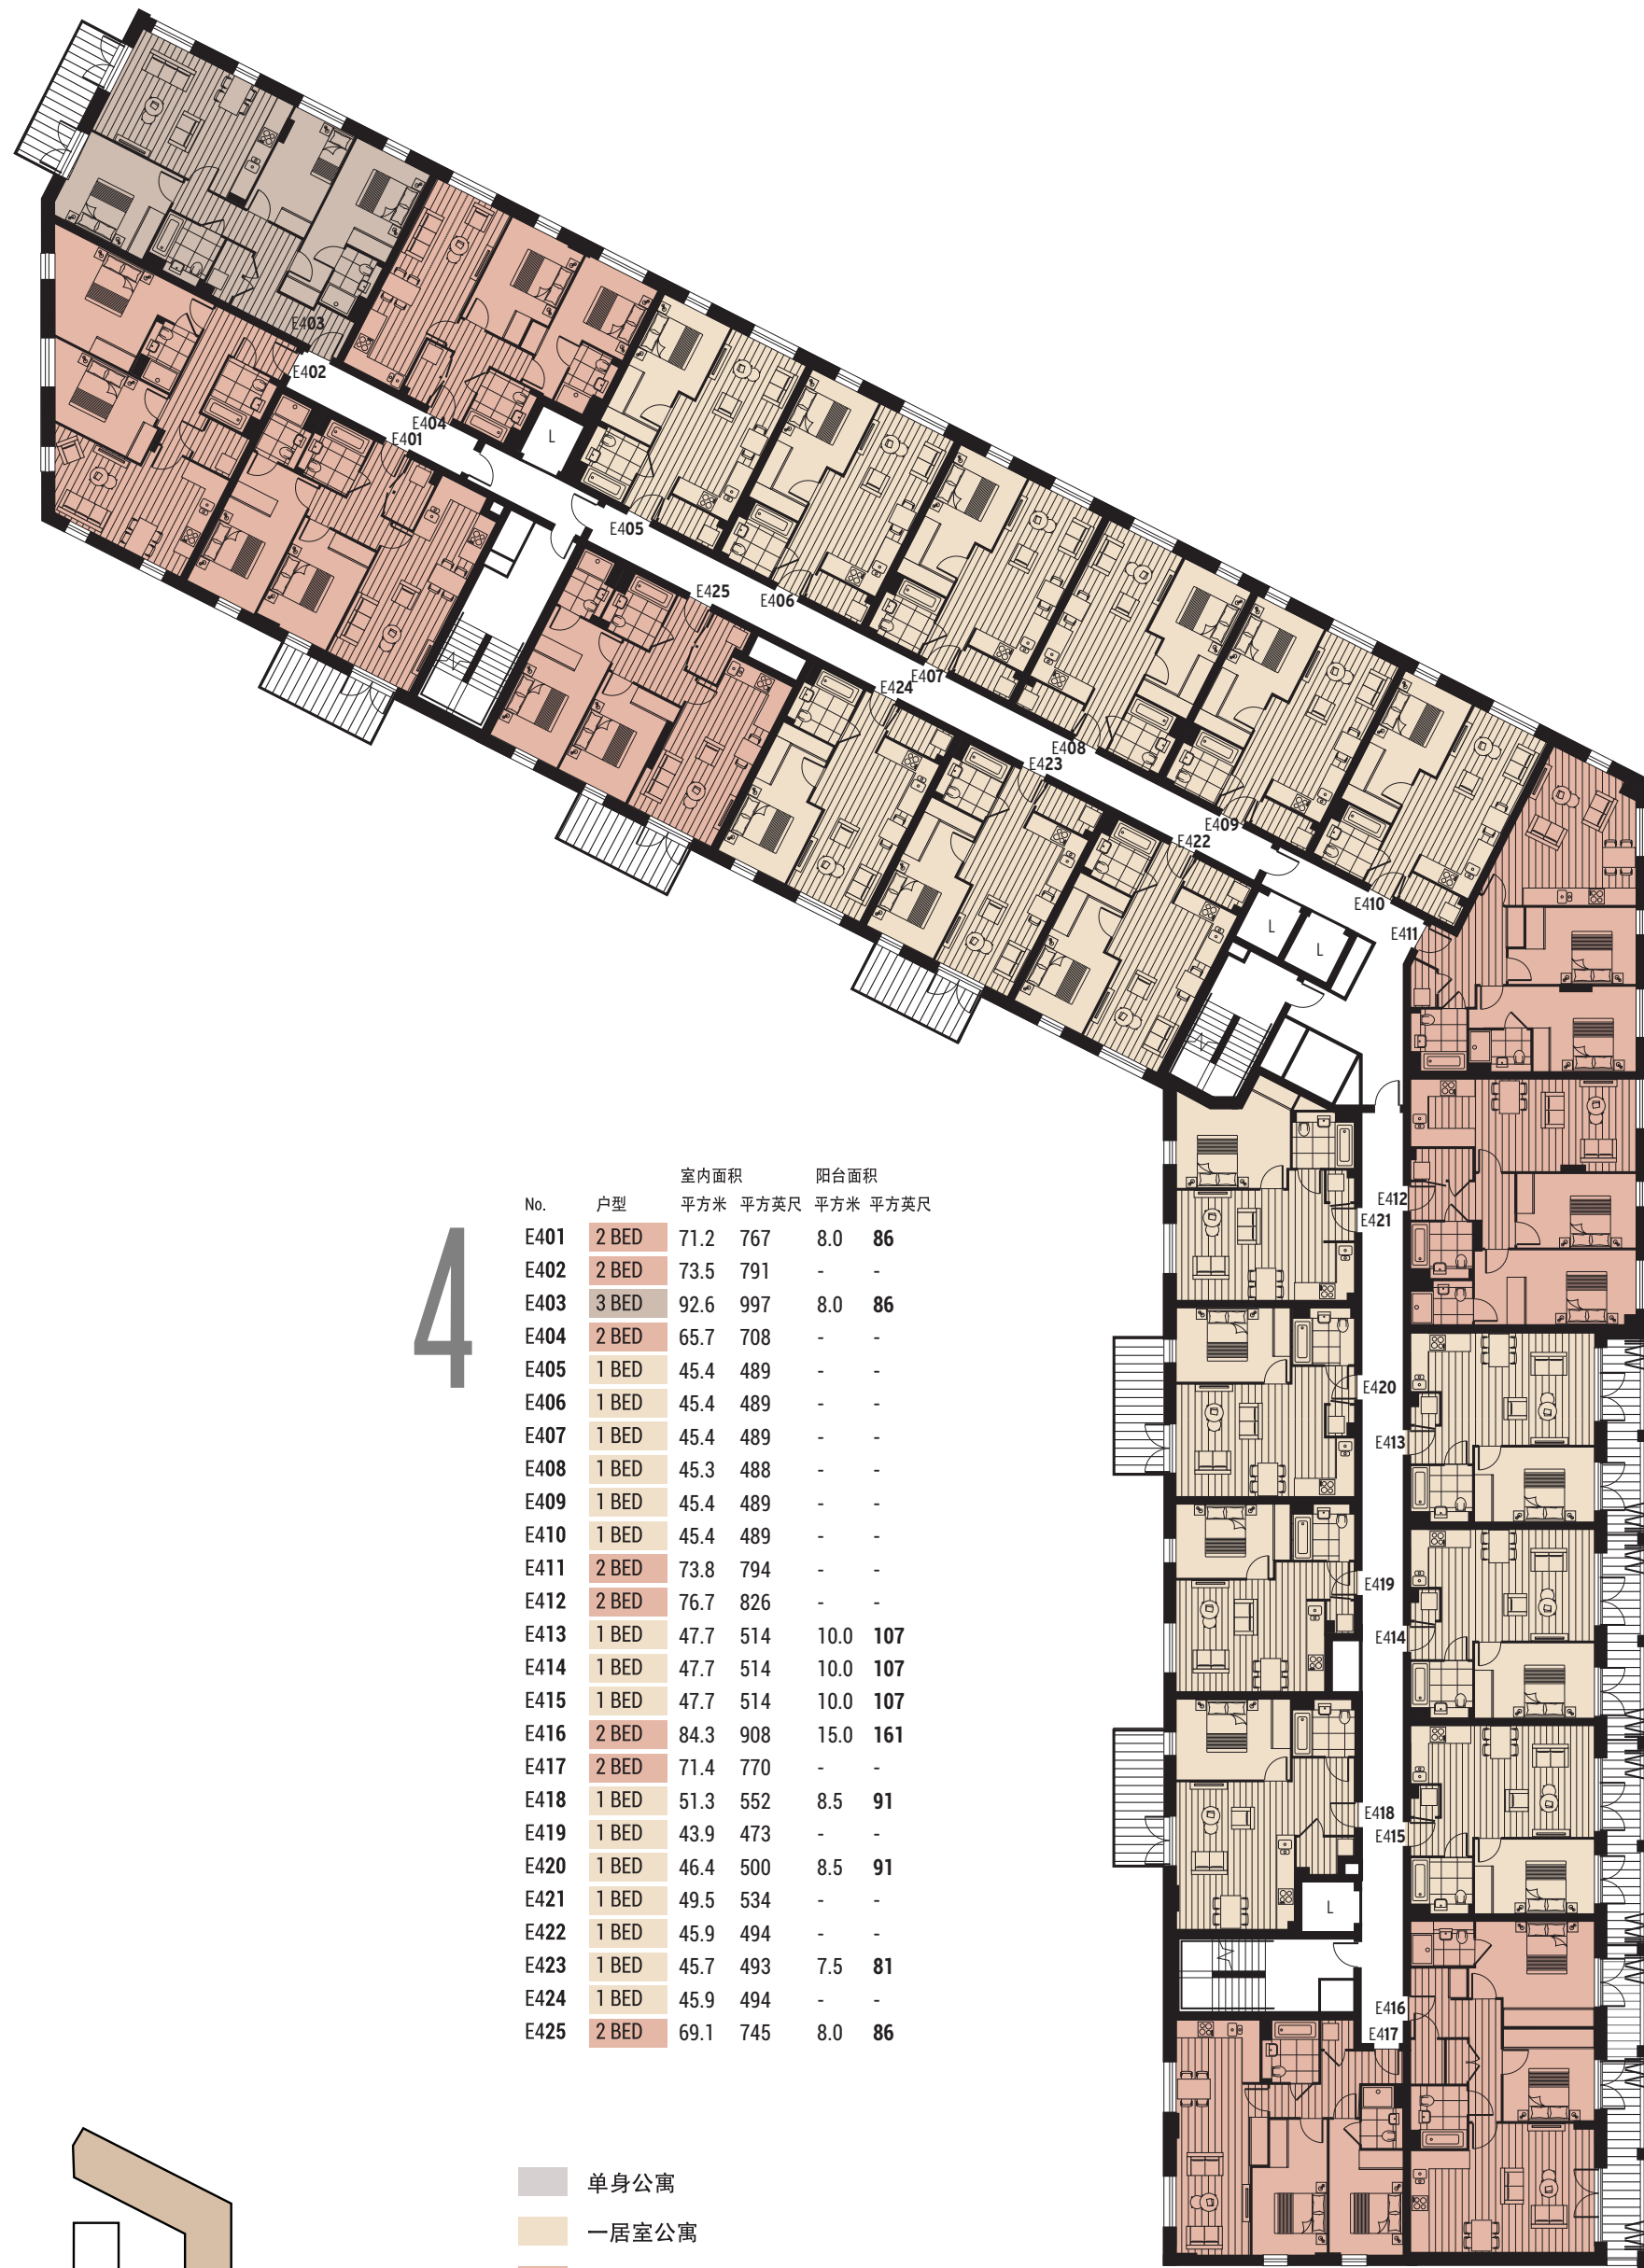 E403
E402
E404
E401
L
E405
E425
E406
E407
E424
E408
E423
E409
E422
E410
E411
L
L
E412
E421
E420
E413
E419
E414
E418
E415
L
E416
E417
4
室内面积 阳台面积
No. 户型 平方米 平方英尺 平方米 平方英尺
E401 2 BED 71.2 767 8.0 86
E402 2 BED 73.5 791 - -
E403 3 BED 92.6 997 8.0 86
E404 2 BED 65.7 708 - -
E405 1 BED 45.4 489 - -
E406 1 BED 45.4 489 - -
E407 1 BED 45.4 489 - -
E408 1 BED 45.3 488 - -
E409 1 BED 45.4 489 - -
E410 1 BED 45.4 489 - -
E411 2 BED 73.8 794 - -
E412 2 BED 76.7 826 - -
E413 1 BED 47.7 514 10.0 107
E414 1 BED 47.7 514 10.0 107
E415 1 BED 47.7 514 10.0 107
E416 2 BED 84.3 908 15.0 161
E417 2 BED 71.4 770 - -
E418 1 BED 51.3 552 8.5 91
E419 1 BED 43.9 473 - -
E420 1 BED 46.4 500 8.5 91
E421 1 BED 49.5 534 - -
E422 1 BED 45.9 494 - -
E423 1 BED 45.7 493 7.5 81
E424 1 BED 45.9 494 - -
E425 2 BED 69.1 745 8.0 86
单身公寓
一居室公寓